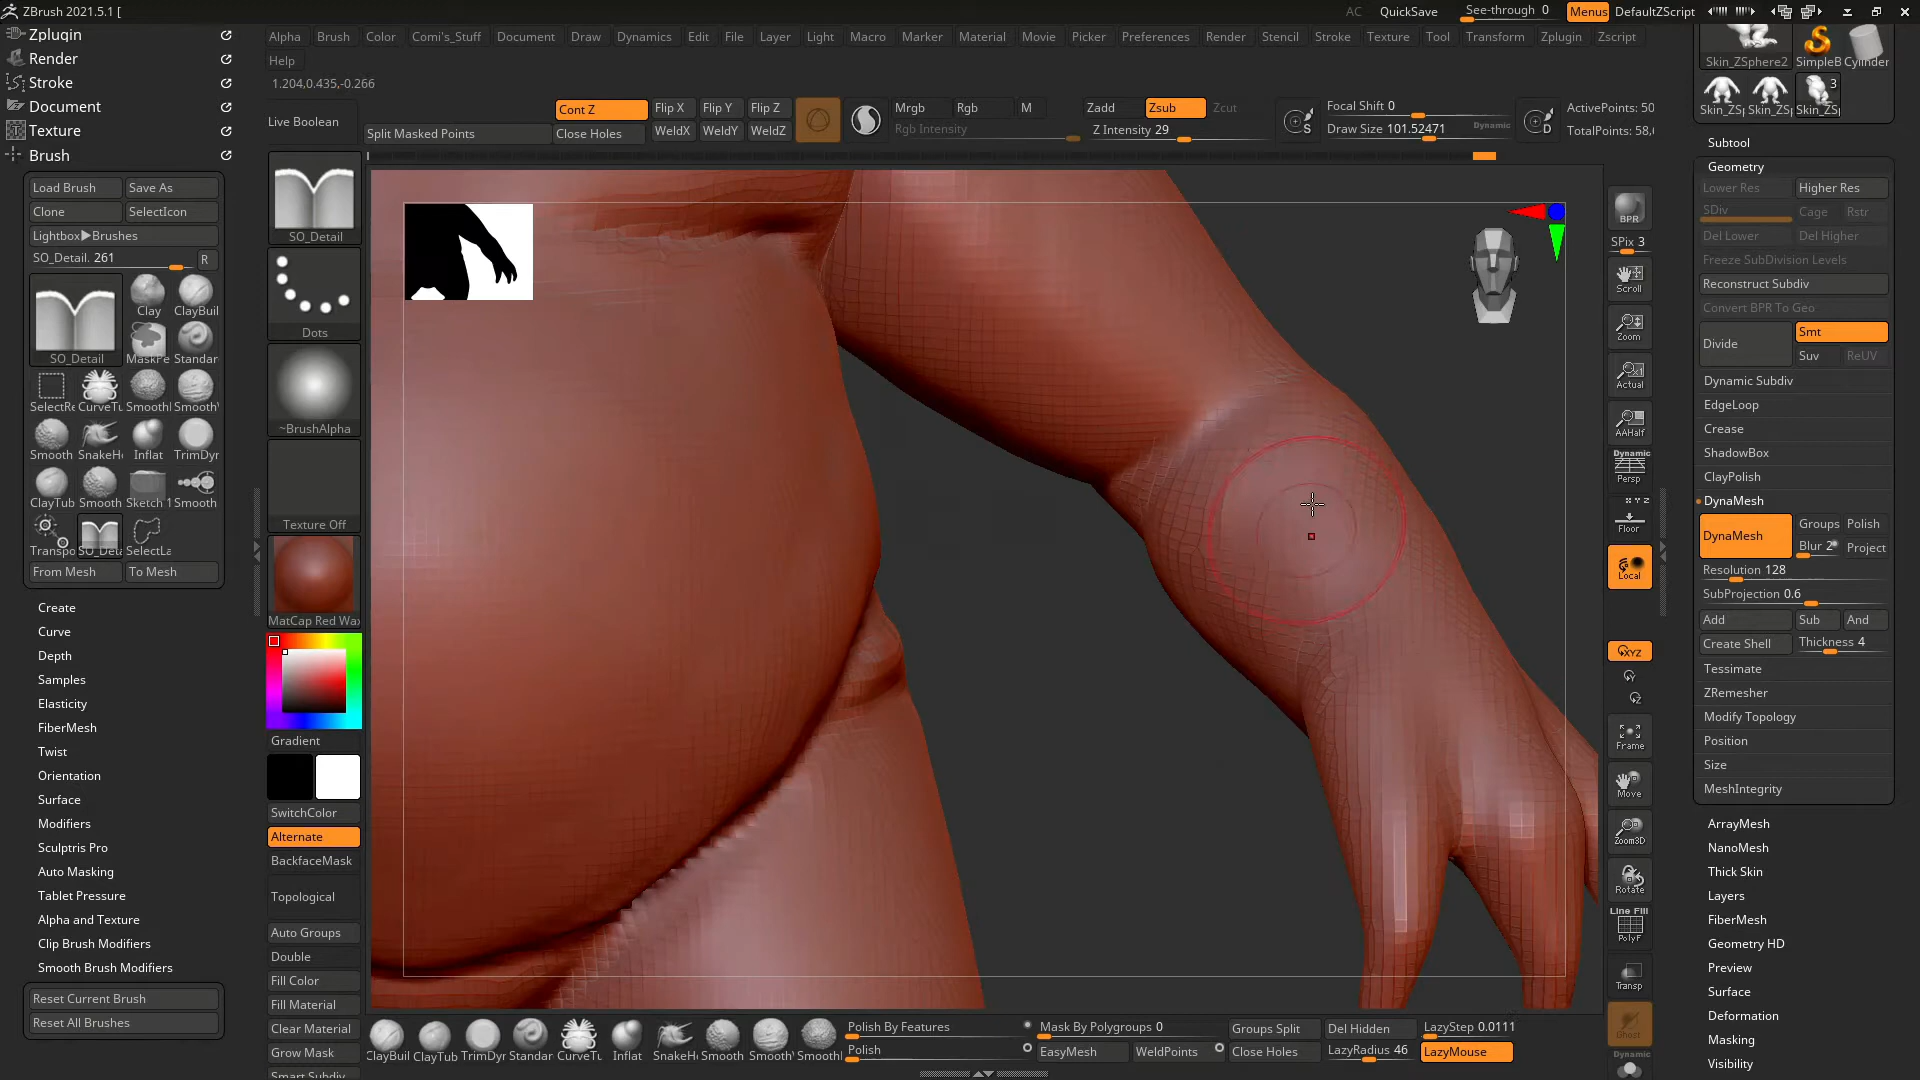 ZBrush 2021.5.1 [
AC
QuickSave
See-through 0
Menus
DefaultZScript
Zplugin
Render
Stroke
Document
Texture
Brush
Load Brush
Save As
Clone
SelectIcon
Lightbox▶Brushes
SO_Detail. 261
R
SO_Detail
Clay
ClayBuil
MaskPe
Standar
SelectRe
CurveTu
Smooth
Smooth
SnakeHo
Inflat
TrimDyn
ClayTub
Smooth
Sketch 1
Smooth
Transpo
SO_Deta
SelectLa
From Mesh
To Mesh
Create
Curve
Depth
Samples
Elasticity
FiberMesh
Twist
Orientation
Surface
Modifiers
Sculptris Pro
Auto Masking
Tablet Pressure
Alpha and Texture
Clip Brush Modifiers
Smooth Brush Modifiers
Reset Current Brush
Reset All Brushes
Alpha
Brush
Color
Comi's_Stuff
Document
Draw
Dynamics
Edit
File
Layer
Light
Macro
Marker
Material
Movie
Picker
Preferences
Render
Stencil
Stroke
Texture
Tool
Transform
Zplugin
Zscript
Help
1.204,0.435,-0.266
Live Boolean
Split Masked Points
Cont Z
Close Holes
Flip X
Flip Y
Flip Z
WeldX
WeldY
WeldZ
Mrgb
Rgb
M
Rgb Intensity
Zadd
Zsub
Zcut
Z Intensity 29
S
Focal Shift 0
Draw Size 101.52471
Dynamic
D
ActivePoints: 50
TotalPoints: 58,
SO_Detail
Dots
~BrushAlpha
Texture Off
MatCap Red Wax
Gradient
SwitchColor
Alternate
BackfaceMask
Topological
Auto Groups
Double
Fill Color
Fill Material
Clear Material
Grow Mask
Smart Subdiv
BPR
SPix 3
Scroll
Zoom
Actual
AAHalf
Dynamic
Persp
X Y Z
Floor
Local
XYZ
Y
Z
Frame
Move
Zoom3D
Rotate
Line Fill
PolyF
Transp
Ghost
Dynamic
Skin_ZSphere2
SimpleB
Cylinder
3
Skin_ZSp
Skin_ZSp
Skin_ZSp
Subtool
Geometry
Lower Res
Higher Res
SDiv
Cage
Rstr
Del Lower
Del Higher
Freeze SubDivision Levels
Reconstruct Subdiv
Convert BPR To Geo
Divide
Smt
Suv
ReUV
Dynamic Subdiv
EdgeLoop
Crease
ShadowBox
ClayPolish
DynaMesh
DynaMesh
Groups
Polish
Blur 2
Project
Resolution 128
SubProjection 0.6
Add
Sub
And
Create Shell
Thickness 4
Tessimate
ZRemesher
Modify Topology
Position
Size
MeshIntegrity
ArrayMesh
NanoMesh
Thick Skin
Layers
FiberMesh
Geometry HD
Preview
Surface
Deformation
Masking
Visibility
ClayBuil
ClayTub
TrimDyn
Standar
CurveTu
Inflat
SnakeHo
Smooth
Smooth
Smooth
Polish By Features
Polish
Mask By Polygroups 0
EasyMesh
WeldPoints
Groups Split
Close Holes
Del Hidden
LazyRadius 46
LazyStep 0.0111
LazyMouse